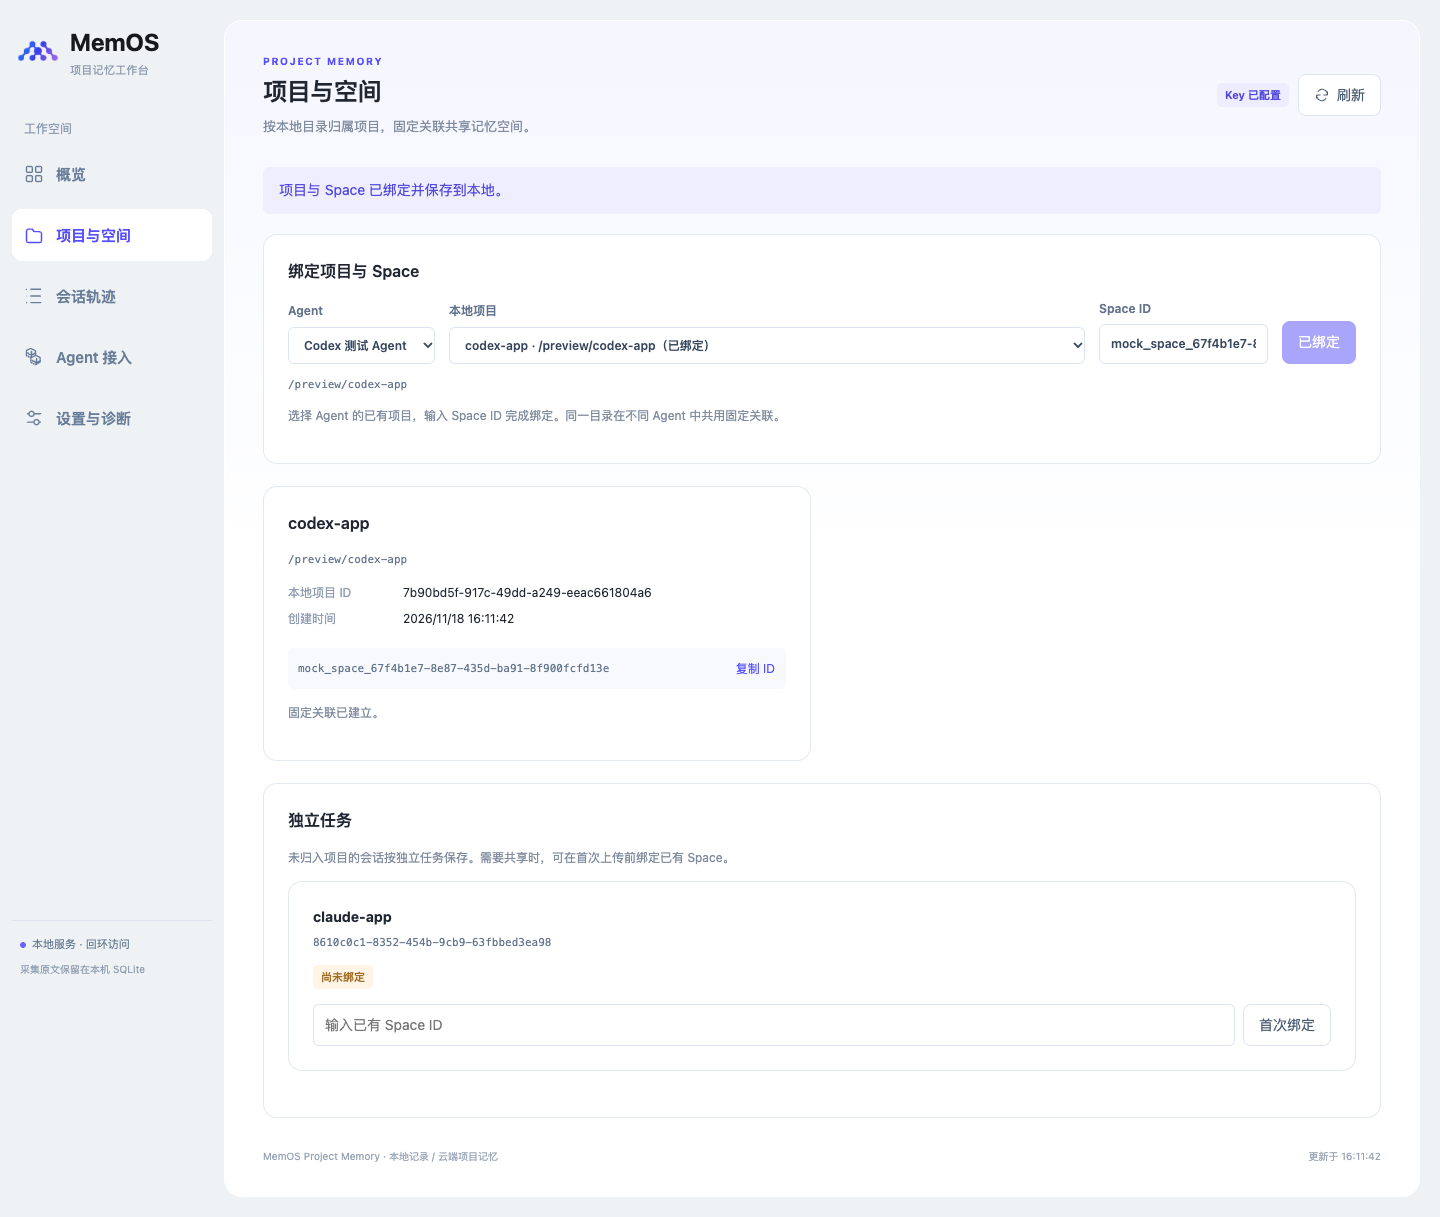 MemOS
项目记忆工作台
工作空间
概览
项目与空间
会话轨迹
Agent 接入
设置与诊断
本地服务 · 回环访问
采集原文保留在本机 SQLite
PROJECT MEMORY
项目与空间
按本地目录归属项目，固定关联共享记忆空间。
Key 已配置
刷新
项目与 Space 已绑定并保存到本地。
绑定项目与 Space
Agent
本地项目
Space ID
Codex 测试 Agent
codex-app · /preview/codex-app（已绑定）
mock_space_67f4b1e7-8
已绑定
/preview/codex-app
选择 Agent 的已有项目，输入 Space ID 完成绑定。同一目录在不同 Agent 中共用固定关联。
codex-app
/preview/codex-app
本地项目 ID 7b90bd5f-917c-49dd-a249-eeac661804a6
创建时间 2026/11/18 16:11:42
mock_space_67f4b1e7-8e87-435d-ba91-8f900fcfd13e
复制 ID
固定关联已建立。
独立任务
未归入项目的会话按独立任务保存。需要共享时，可在首次上传前绑定已有 Space。
claude-app
8610c0c1-8352-454b-9cb9-63fbbed3ea98
尚未绑定
输入已有 Space ID
首次绑定
MemOS Project Memory · 本地记录 / 云端项目记忆
更新于 16:11:42